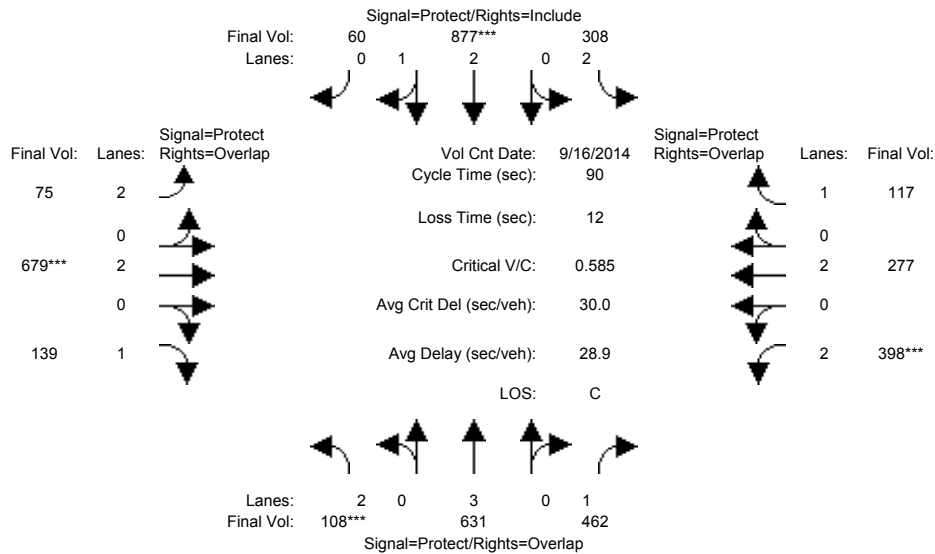 Signal=Protect/Rights=Include
Final Vol: 60 877*** 308
Lanes: 0 1 2 0 2
Signal=Protect Signal=Protect
Final Vol: Lanes: Rights=Overlap Vol Cnt Date: 9/16/2014 Rights=Overlap Lanes: Final Vol:
Cycle Time (sec): 90
75 2 1 117
Loss Time (sec): 12
0 0
679*** 2 Critical V/C: 0.585 2 277
0 Avg Crit Del (sec/veh): 30.0 0
139 1 Avg Delay (sec/veh): 28.9 2 398***
LOS: C
Lanes: 2 0 3 0 1
Final Vol: 108*** 631 462
Signal=Protect/Rights=Overlap